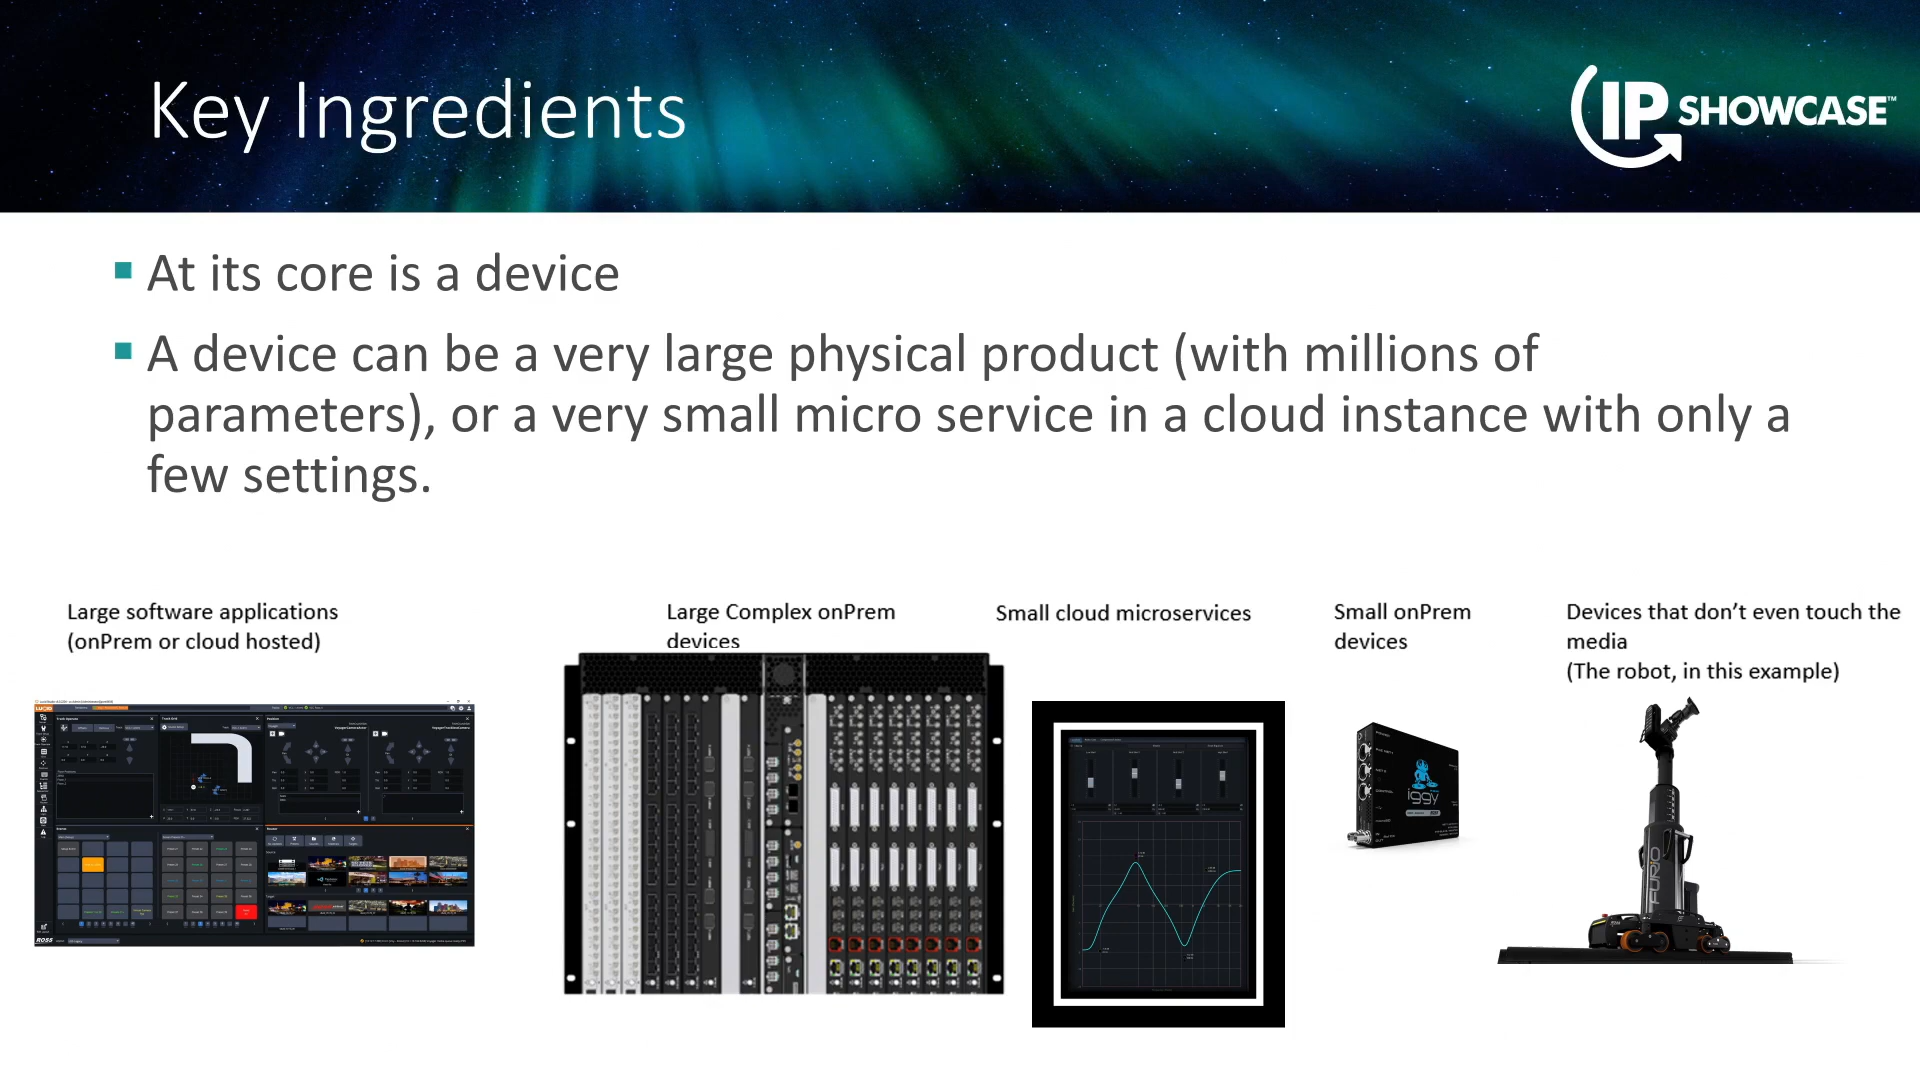 Key Ingredients
IP SHOWCASE™
At its core is a device
A device can be a very large physical product (with millions of
parameters), or a very small micro service in a cloud instance with only a
few settings.
Large software applications
(onPrem or cloud hosted)
Large Complex onPrem
devices
Small cloud microservices
Small onPrem
devices
Devices that don't even touch the
media
(The robot, in this example)
iggy
FURIO
ROSS